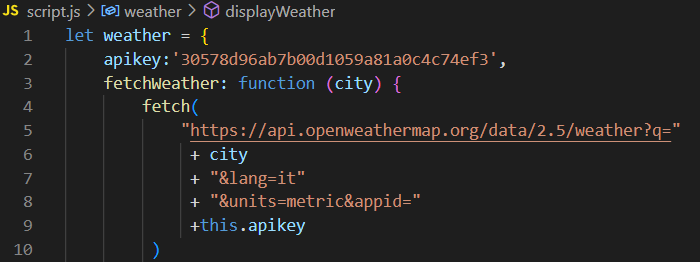 JS script.js > weather > displayWeather
1 let weather = {
2 apikey:'30578d96ab7b00d1059a81a0c4c74ef3',
3 fetchWeather: function (city) {
4 fetch(
5 "https://api.openweathermap.org/data/2.5/weather?q="
6 + city
7 + "&lang=it"
8 + "&units=metric&appid="
9 +this.apikey
10 )